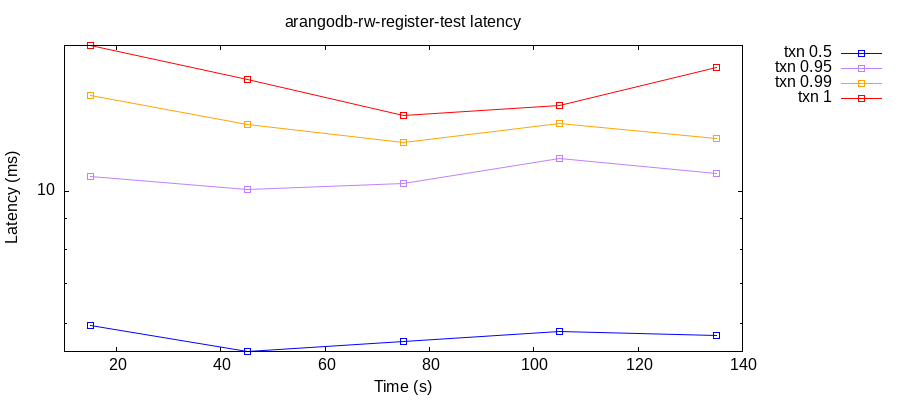 arangodb-rw-register-test latency
txn 0.5
txn 0.95
txn 0.99
txn 1
Latency (ms)
10
20 40 60 80 100 120 140
Time (s)